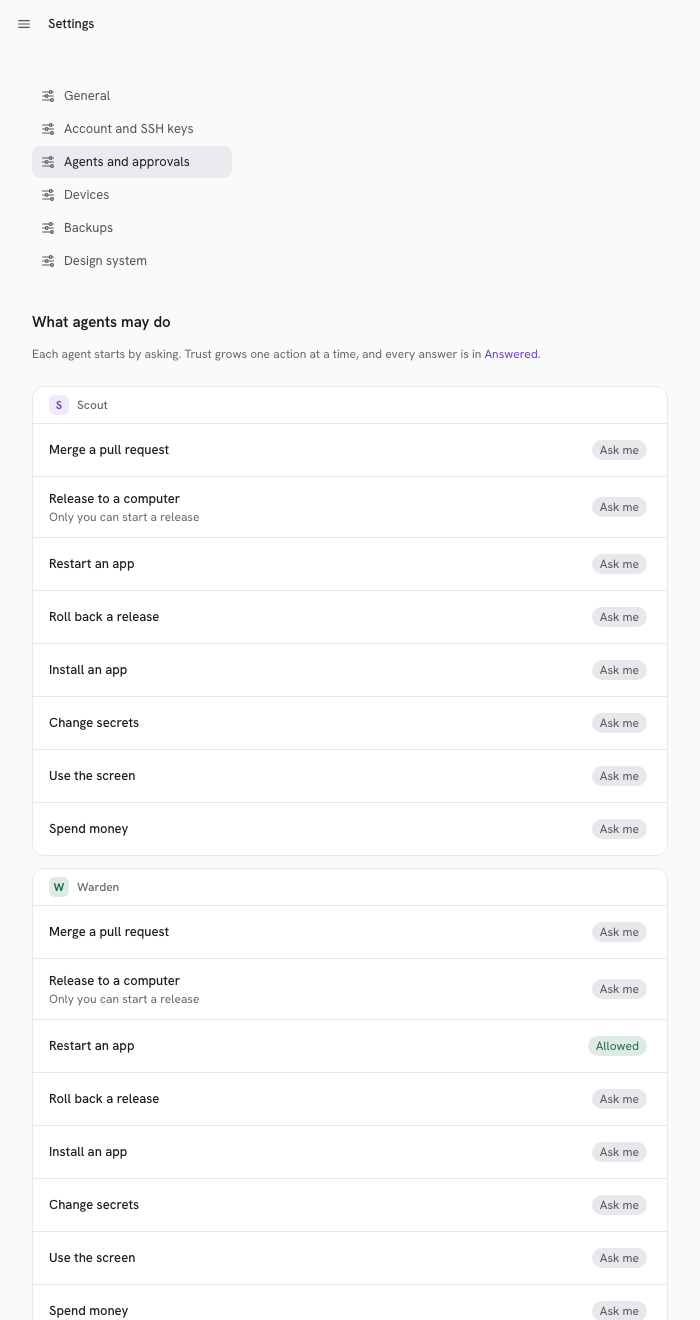 Settings
General
Account and SSH keys
Agents and approvals
Devices
Backups
Design system
What agents may do
Each agent starts by asking. Trust grows one action at a time, and every answer is in Answered.
S Scout
Merge a pull request Ask me
Release to a computer
Only you can start a release
Ask me
Restart an app Ask me
Roll back a release Ask me
Install an app Ask me
Change secrets Ask me
Use the screen Ask me
Spend money Ask me
W Warden
Merge a pull request Ask me
Release to a computer
Only you can start a release
Ask me
Restart an app Allowed
Roll back a release Ask me
Install an app Ask me
Change secrets Ask me
Use the screen Ask me
Spend money Ask me